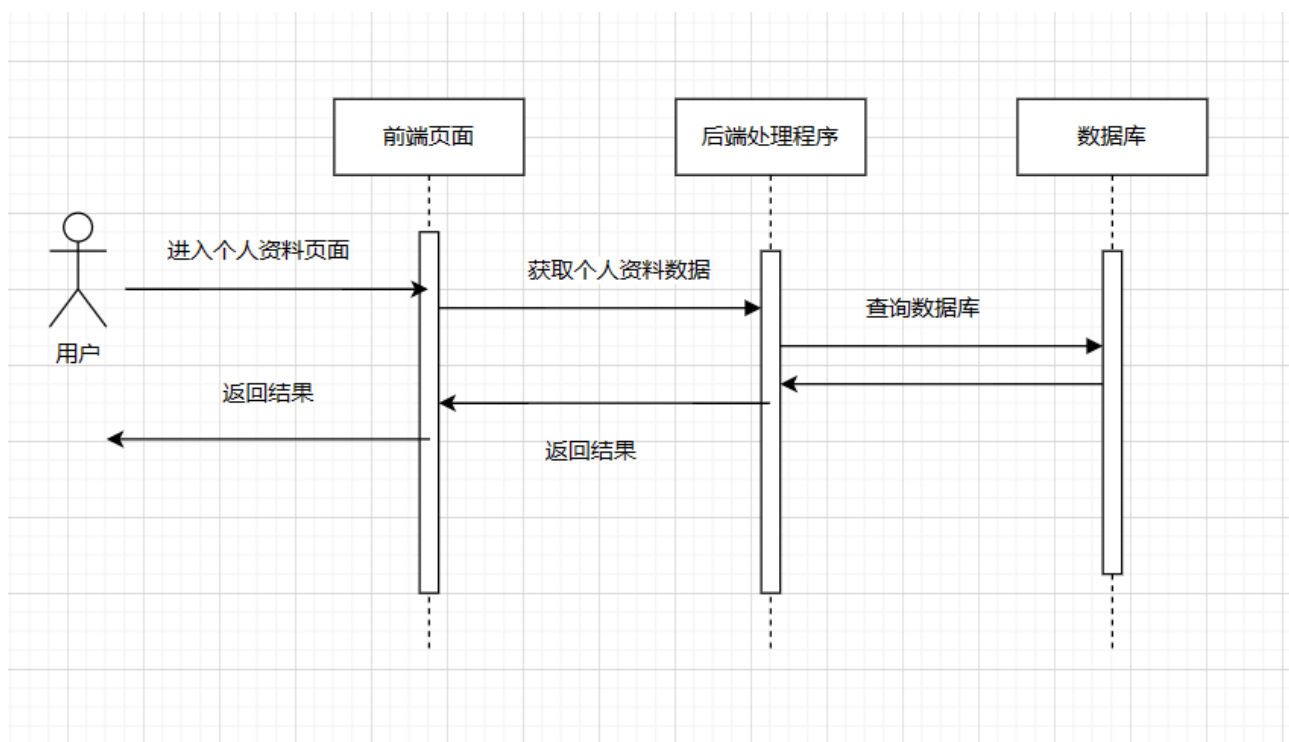 前端页面
后端处理程序
数据库
进入个人资料页面
获取个人资料数据
查询数据库
用户
返回结果
返回结果